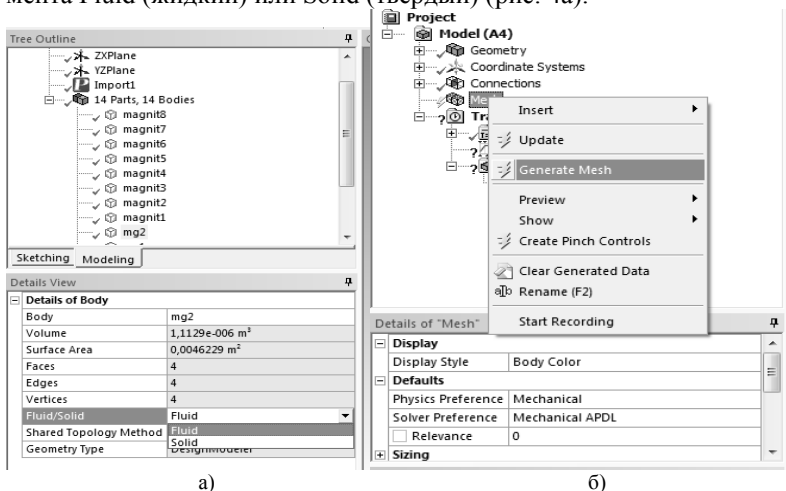 мента Fluid (жидкий) или Solid (твердый) (рис. 4а).
Tree Outline
ZXPlane
YZPlane
Import1
14 Parts, 14 Bodies
magnit8
magnit7
magnit6
magnit5
magnit4
magnit3
magnit2
magnit1
mg2
Sketching Modeling
Details View
Details of Body
Body mg2
Volume 1,1129e-006 m³
Surface Area 0,0046229 m²
Faces 4
Edges 4
Vertices 4
Fluid/Solid Fluid
Fluid
Shared Topology Method
Solid
Geometry Type DesignModeler
а)
Project
Model (A4)
Geometry
Coordinate Systems
Connections
Insert
Update
Generate Mesh
Preview
Show
Create Pinch Controls
Clear Generated Data
Rename (F2)
Start Recording
Details of "Mesh"
Display
Display Style Body Color
Defaults
Physics Preference Mechanical
Solver Preference Mechanical APDL
Relevance 0
Sizing
б)